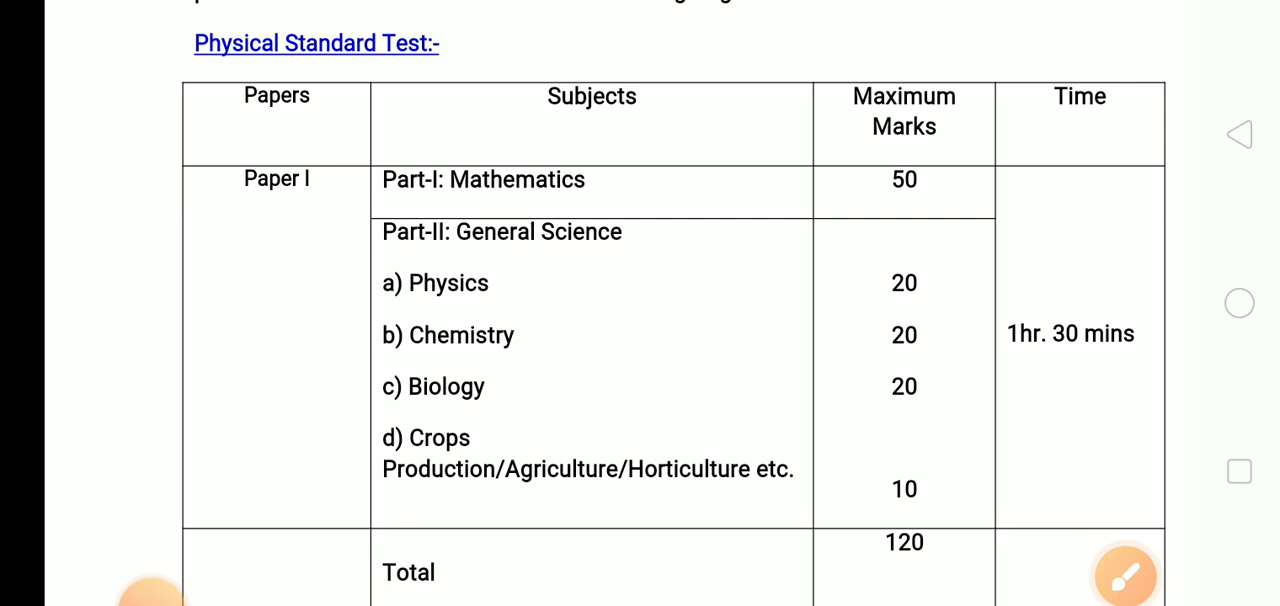 Physical Standard Test:-
Papers Subjects Maximum Marks Time
Paper I Part-I: Mathematics 50
Part-II: General Science
a) Physics 20
b) Chemistry 20 1hr. 30 mins
c) Biology 20
d) Crops
Production/Agriculture/Horticulture etc.
10
120
Total